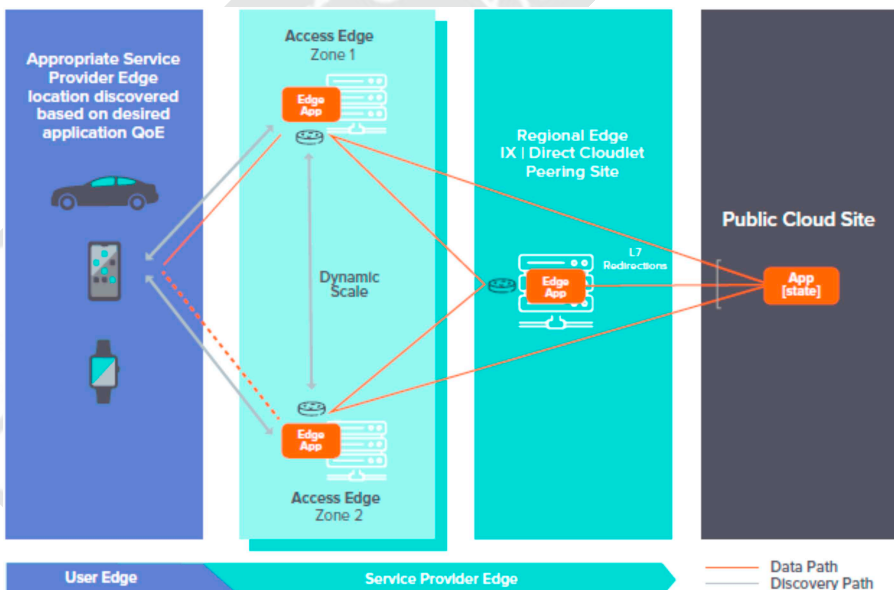 Appropriate Service
Provider Edge
location discovered
based on desired
application QoE
Access Edge
Zone 1
Edge
App
Dynamic
Scale
Edge
App
Access Edge
Zone 2
Regional Edge
IX | Direct Cloudlet
Peering Site
L7
Redirections
Edge
App
Public Cloud Site
App
[state]
User Edge
Service Provider Edge
Data Path
Discovery Path